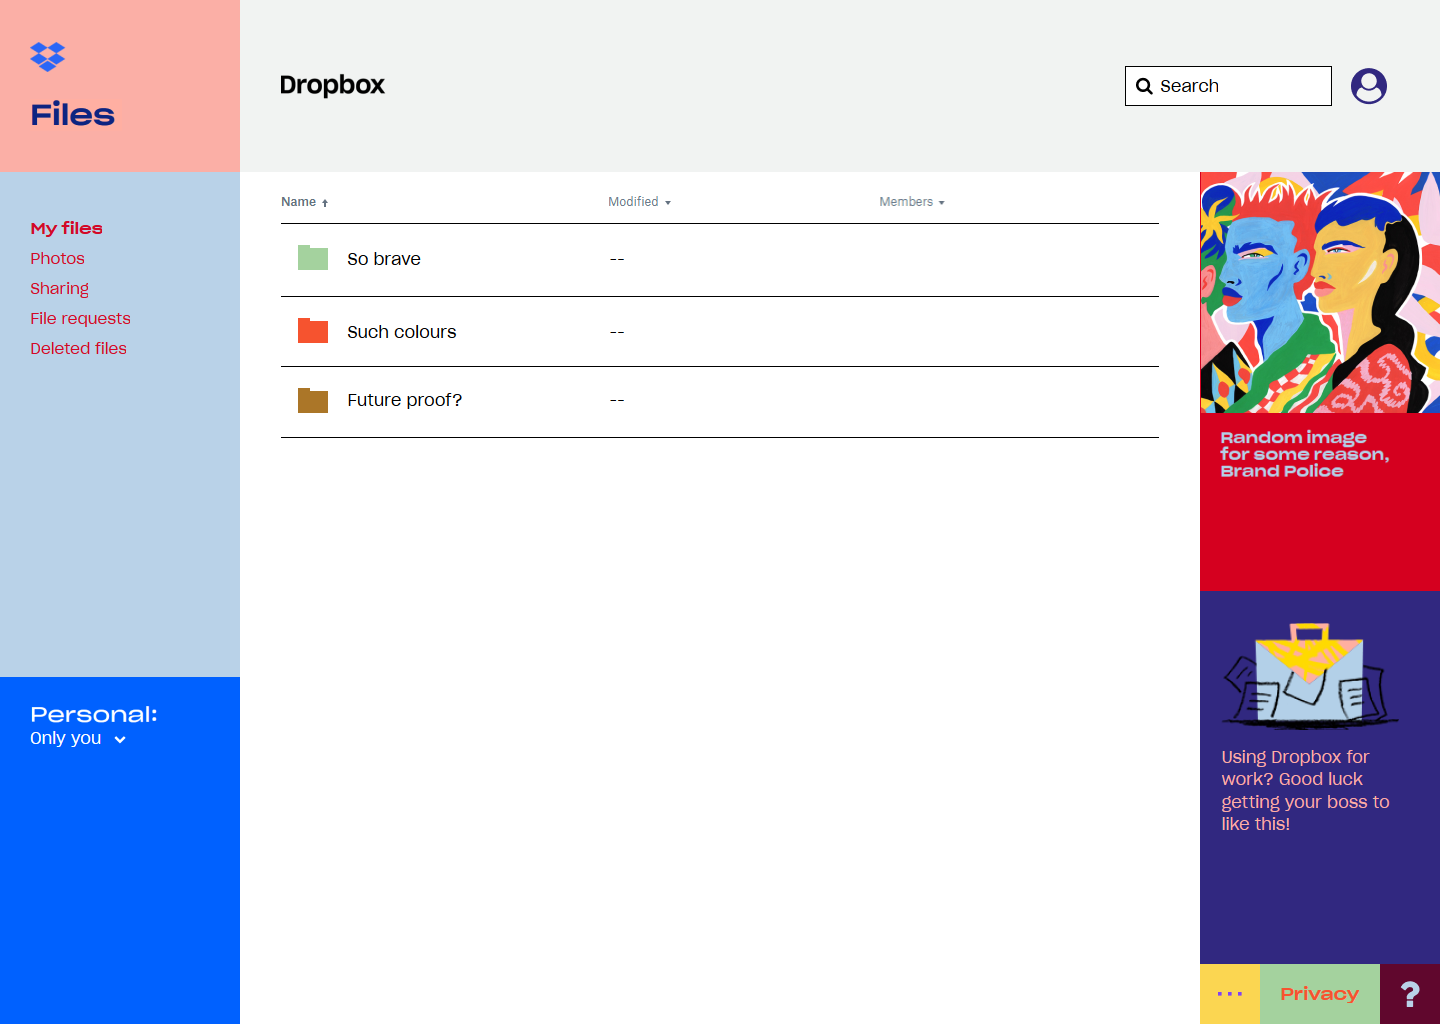 Files
Dropbox
Search
My files
Photos
Sharing
File requests
Deleted files
Personal:
Only you
Name Modified Members
So brave --
Such colours --
Future proof? --
Random image
for some reason,
Brand Police
Using Dropbox for
work? Good luck
getting your boss to
like this!
... Privacy ?